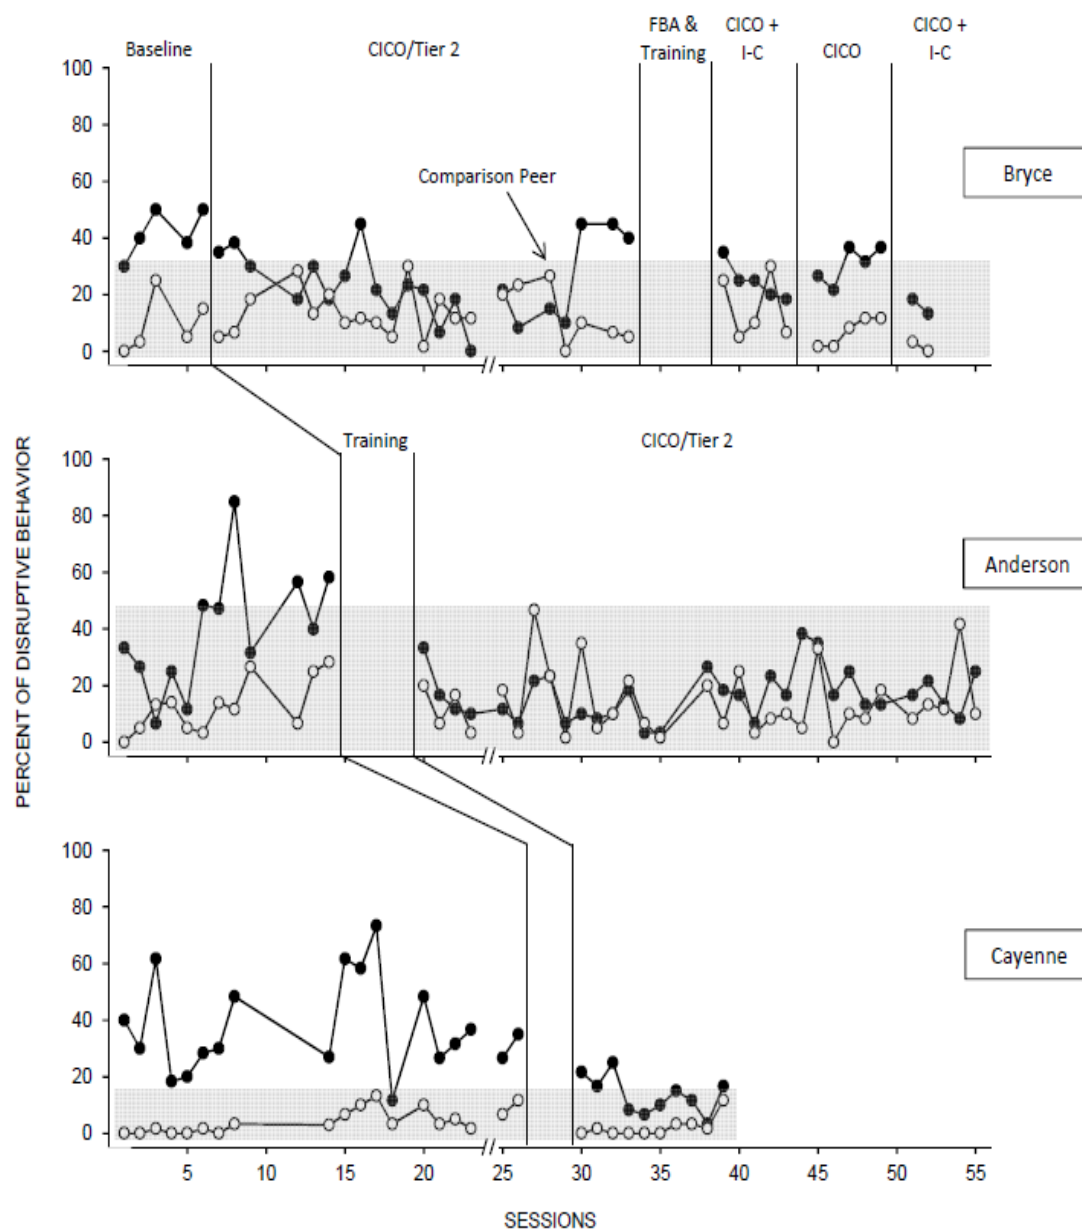 FBA & CICO + CICO +
Baseline CICO/Tier 2 Training I-C CICO I-C
100
80
Bryce
Comparison Peer
60
40
20
0
Training CICO/Tier 2
100
80
Anderson
60
40
20
0
PERCENT OF DISRUPTIVE BEHAVIOR
100
80
Cayenne
60
40
20
0
5 10 15 20 25 30 35 40 45 50 55
SESSIONS